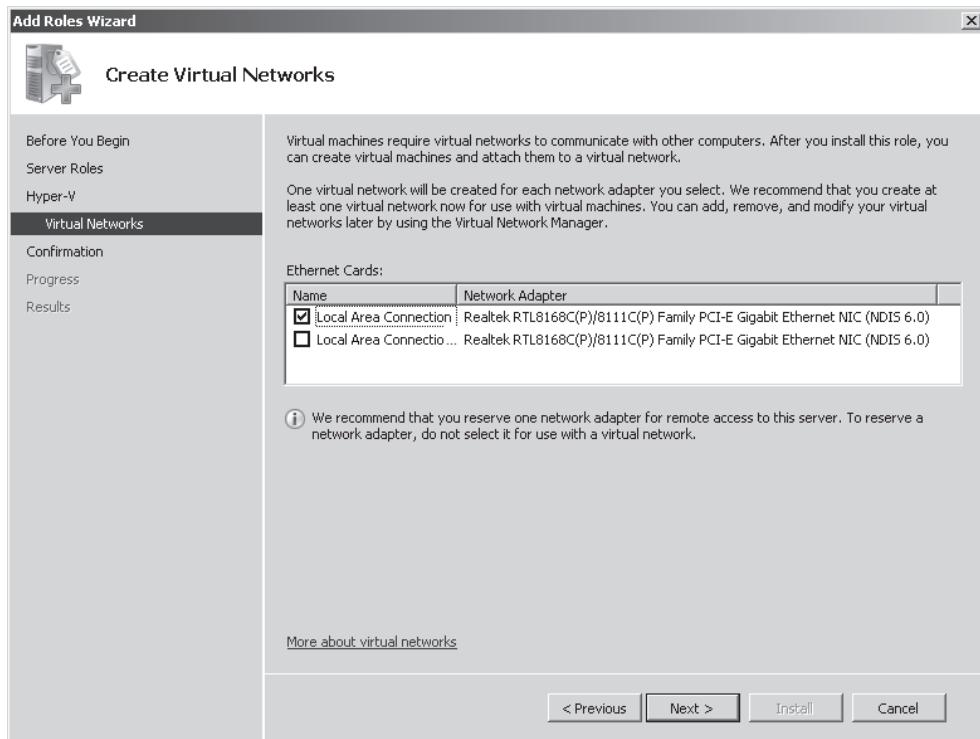 Add Roles Wizard
Create Virtual Networks
Before You Begin
Server Roles
Hyper-V
Virtual Networks
Confirmation
Progress
Results
Virtual machines require virtual networks to communicate with other computers. After you install this role, you
can create virtual machines and attach them to a virtual network.
One virtual network will be created for each network adapter you select. We recommend that you create at
least one virtual network now for use with virtual machines. You can add, remove, and modify your virtual
networks later by using the Virtual Network Manager.
Ethernet Cards:
Name Network Adapter
Local Area Connection Realtek RTL8168C(P)/8111C(P) Family PCI-E Gigabit Ethernet NIC (NDIS 6.0)
Local Area Connectio... Realtek RTL8168C(P)/8111C(P) Family PCI-E Gigabit Ethernet NIC (NDIS 6.0)
We recommend that you reserve one network adapter for remote access to this server. To reserve a
network adapter, do not select it for use with a virtual network.
More about virtual networks
< Previous Next > Install Cancel